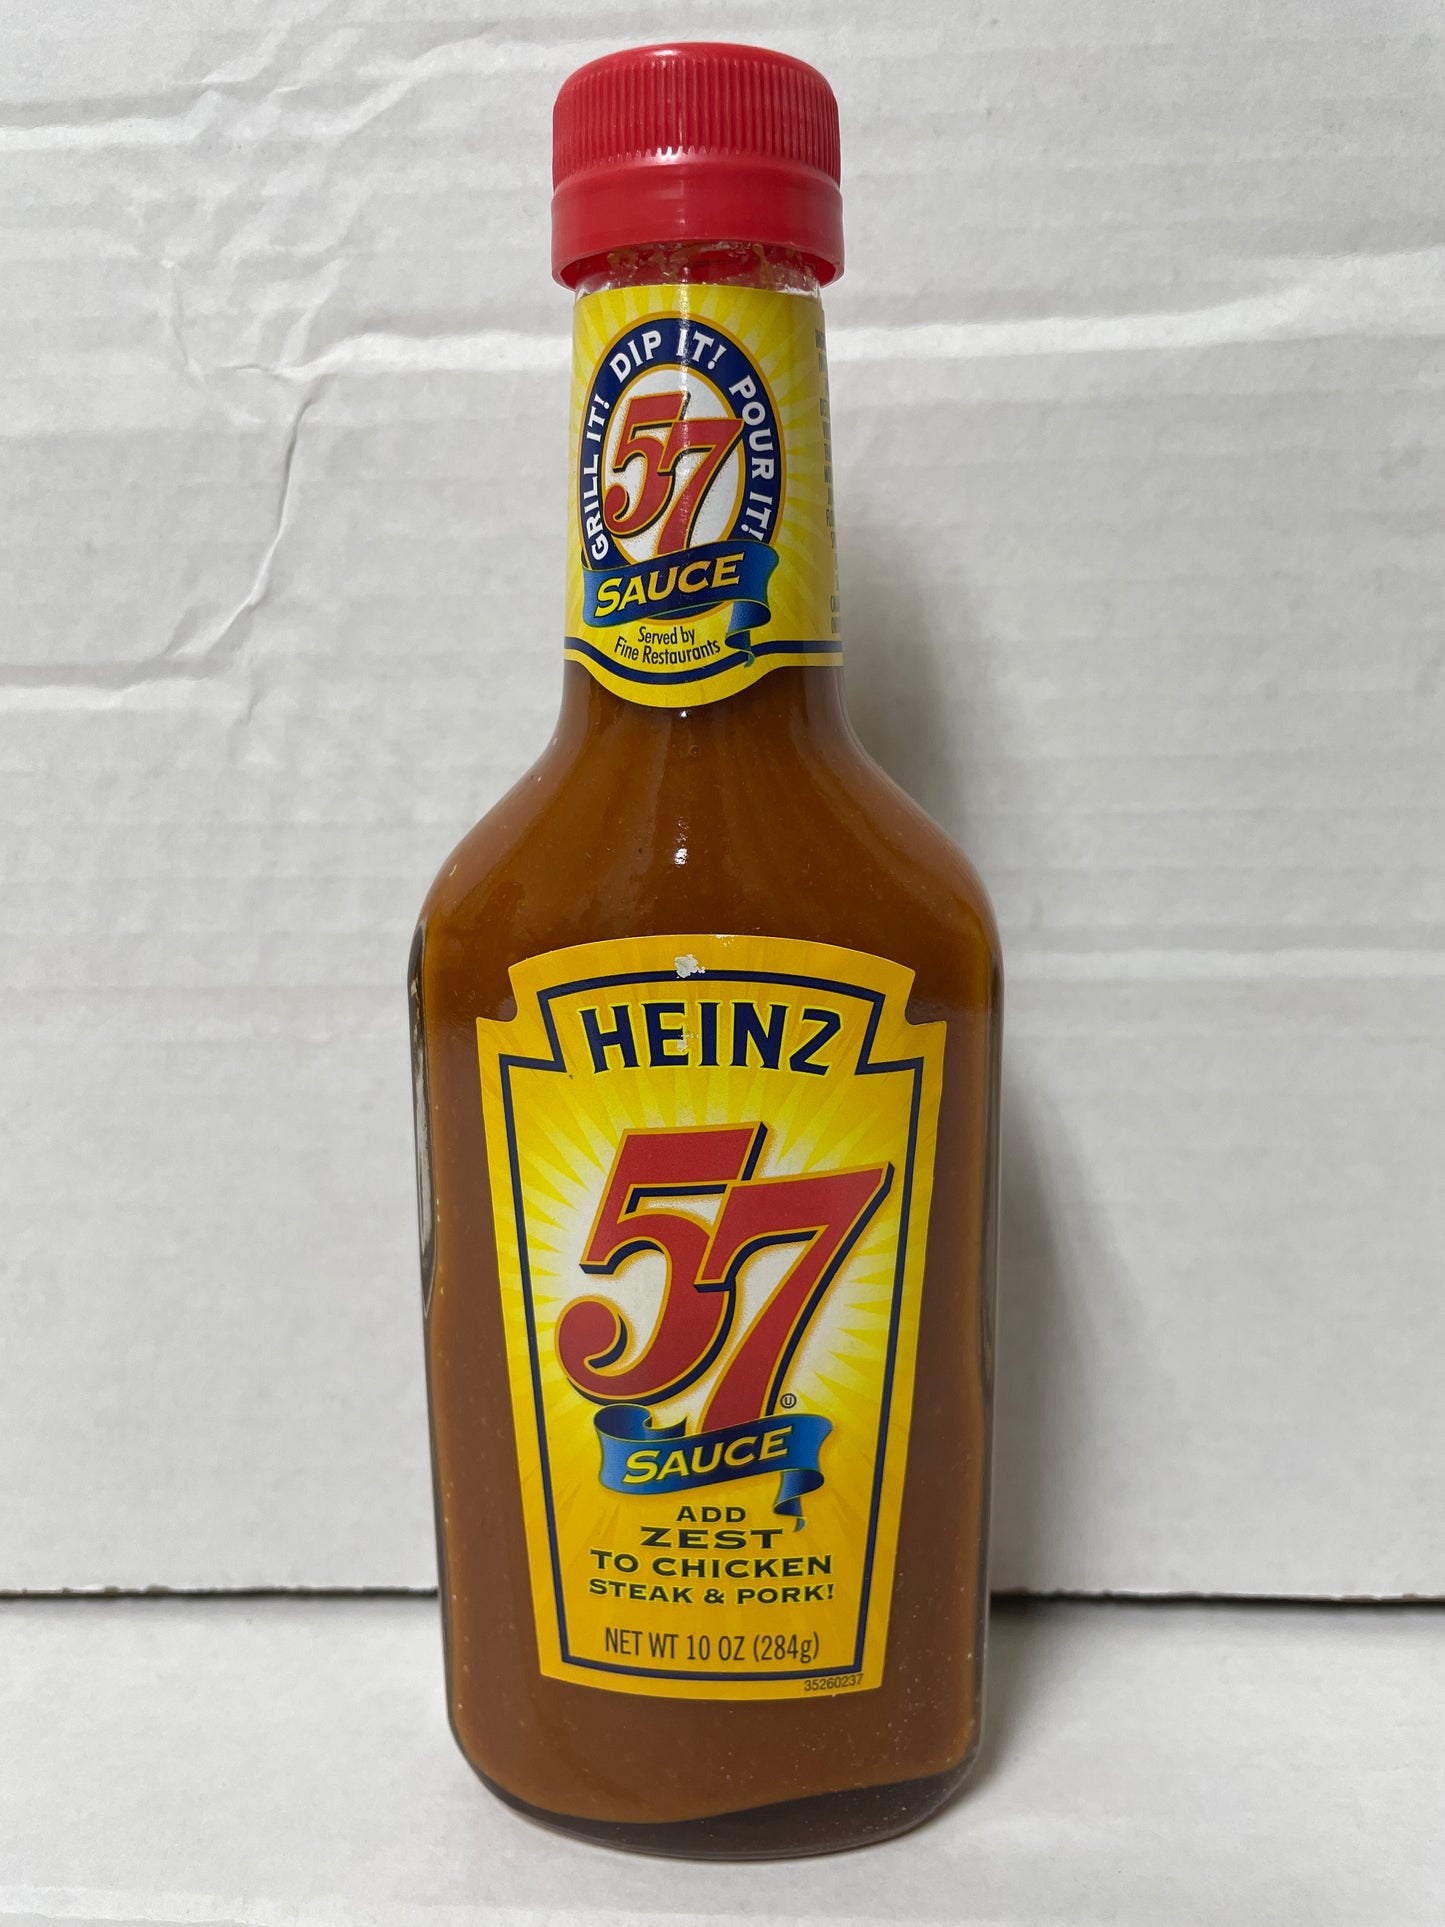 GRILL IT! DIP IT! POUR IT!
57
SAUCE
Served by
Fine Restaurants
HEINZ
57
U
SAUCE
ADD
ZEST
TO CHICKEN
STEAK & PORK!
NET WT 10 OZ (284g)
35260237